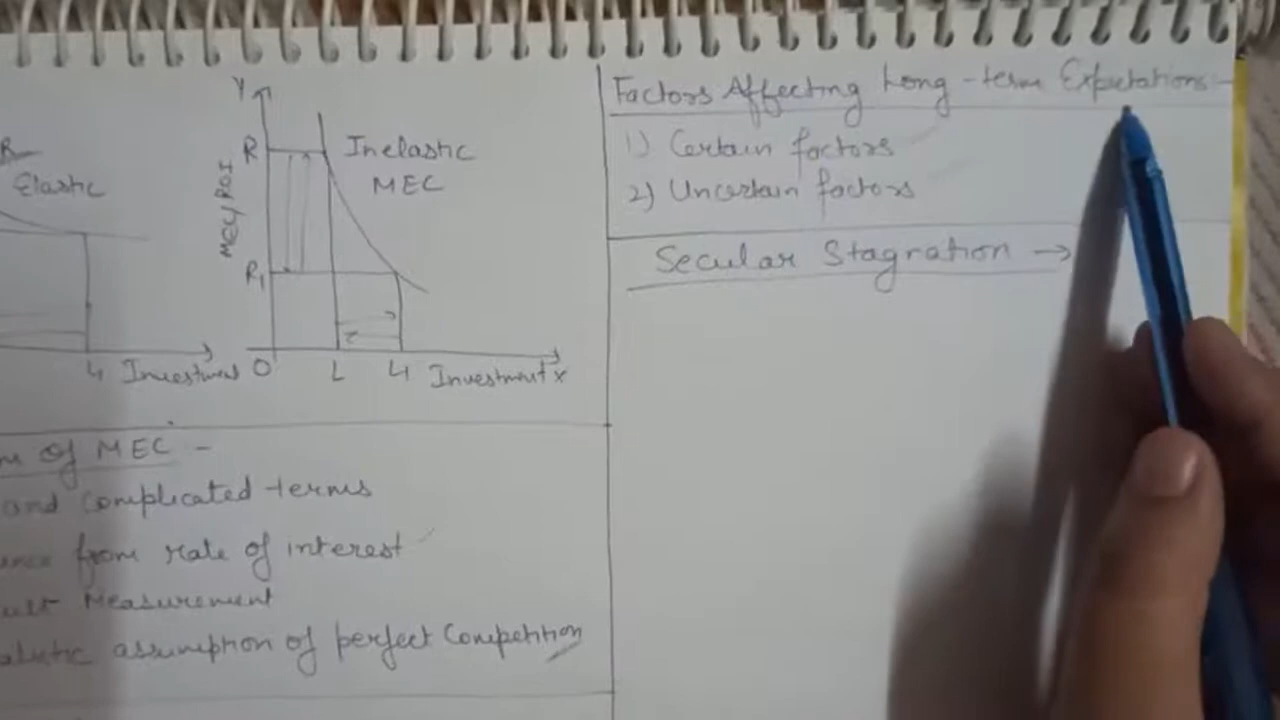 R
Elastic
L1 Investment
Y
R
MEC/ROI
R1
O L L1 Investment x
Inelastic
MEC
of MEC -
and Complicated terms
from rate of interest
Measurement
assumption of perfect Competition
Factors Affecting Long-term Expectations-
1) Certain factors
2) Uncertain factors
Secular Stagration →